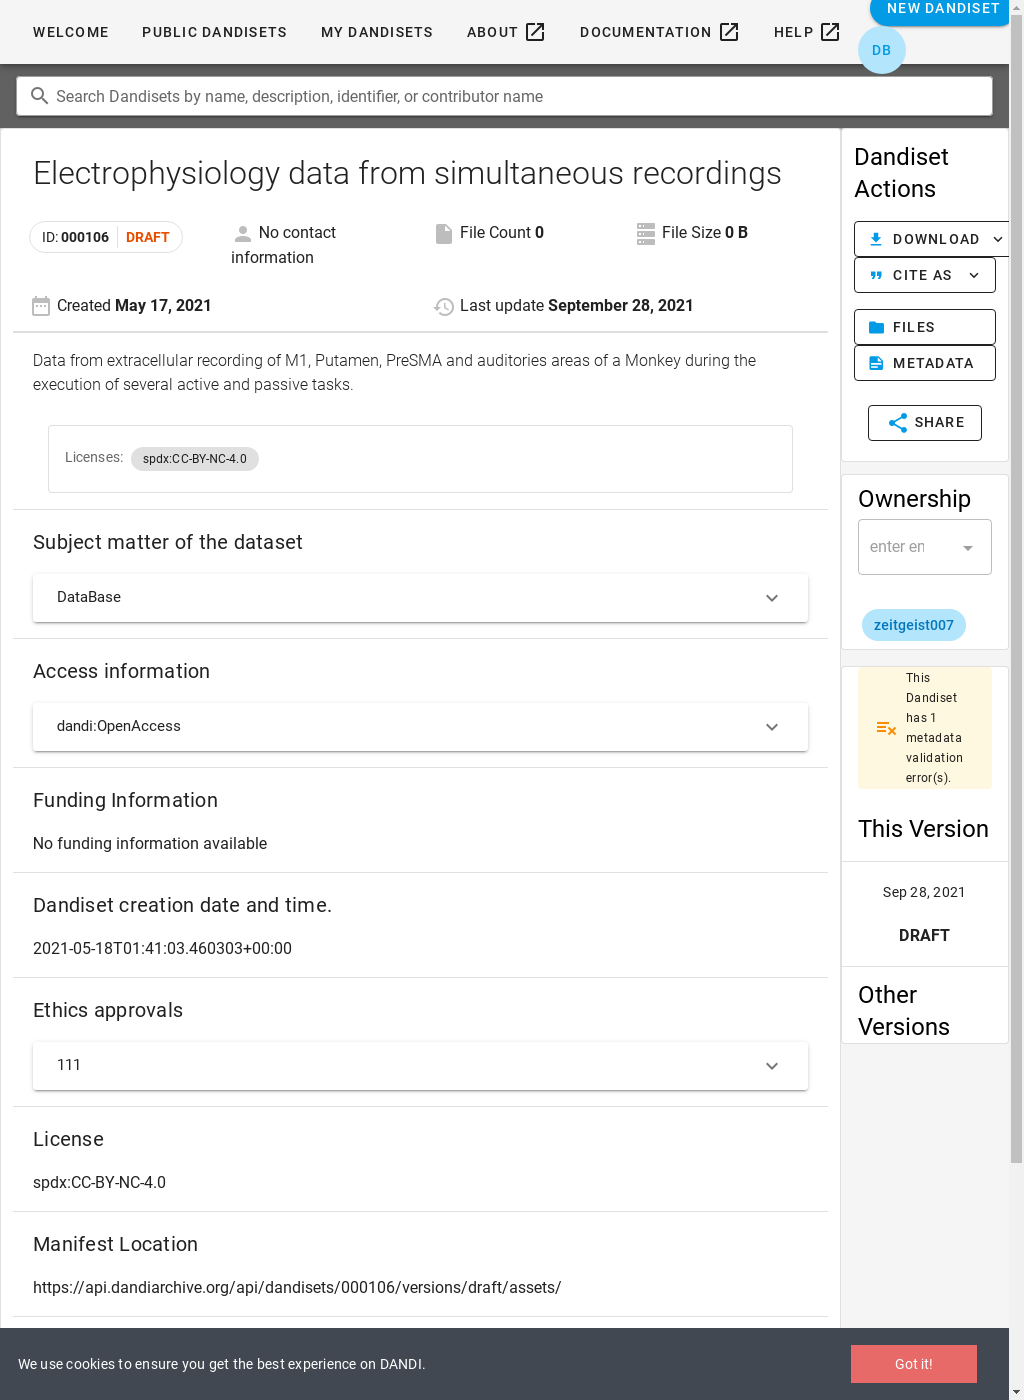 WELCOME PUBLIC DANDISETS MY DANDISETS ABOUT DOCUMENTATION HELP NEW DANDISET
DB
Search Dandisets by name, description, identifier, or contributor name
Electrophysiology data from simultaneous recordings
ID: 000106 DRAFT
No contact information
File Count 0
File Size 0 B
Created May 17, 2021
Last update September 28, 2021
Data from extracellular recording of M1, Putamen, PreSMA and auditories areas of a Monkey during the
execution of several active and passive tasks.
Licenses: spdx:CC-BY-NC-4.0
Subject matter of the dataset
DataBase
Access information
dandi:OpenAccess
Funding Information
No funding information available
Dandiset creation date and time.
2021-05-18T01:41:03.460303+00:00
Ethics approvals
111
License
spdx:CC-BY-NC-4.0
Manifest Location
https://api.dandiarchive.org/api/dandisets/000106/versions/draft/assets/
Dandiset
Actions
DOWNLOAD
CITE AS
FILES
METADATA
SHARE
Ownership
enter en
zeitgeist007
This
Dandiset
has 1
metadata
validation
error(s).
This Version
Sep 28, 2021
DRAFT
Other
Versions
We use cookies to ensure you get the best experience on DANDI.
Got it!